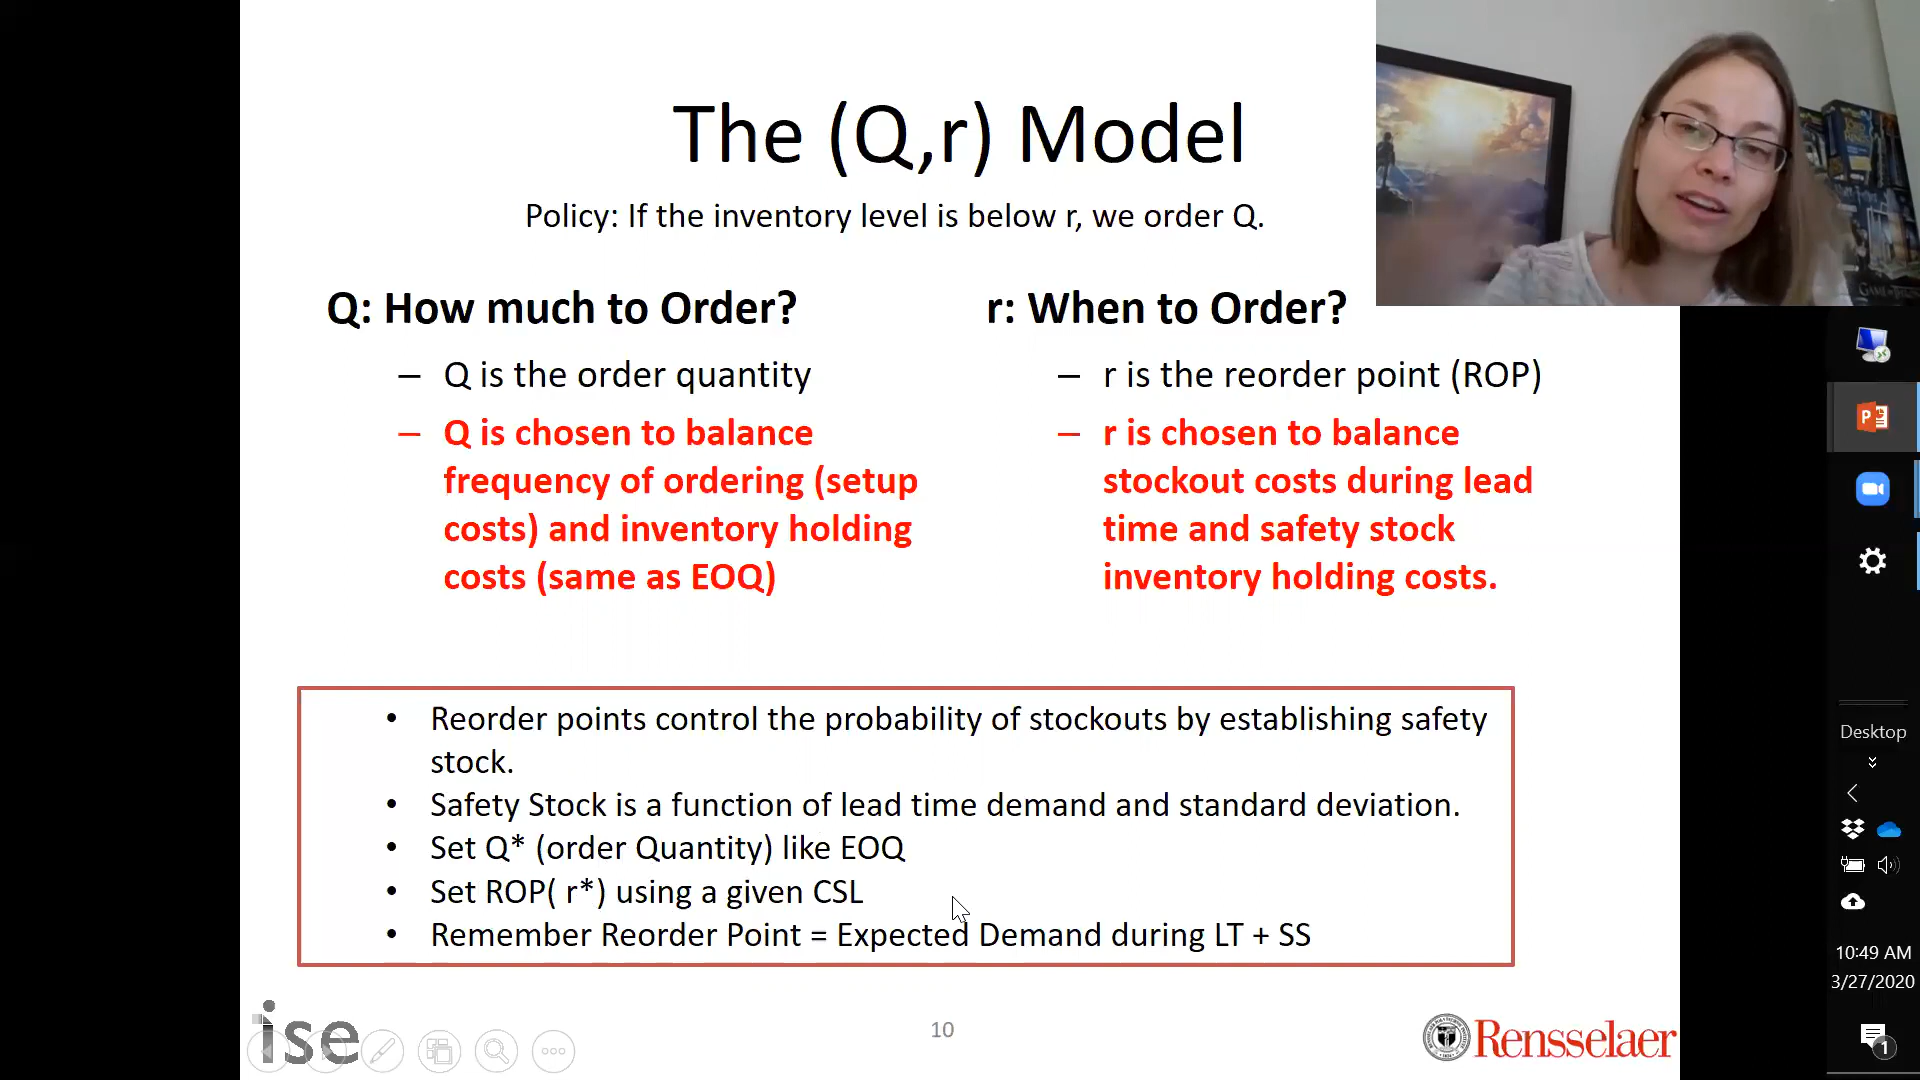 The (Q,r) Model
Policy: If the inventory level is below r, we order Q.
Q: How much to Order?
– Q is the order quantity
– Q is chosen to balance
frequency of ordering (setup
costs) and inventory holding
costs (same as EOQ)
r: When to Order?
– r is the reorder point (ROP)
– r is chosen to balance
stockout costs during lead
time and safety stock
inventory holding costs.
• Reorder points control the probability of stockouts by establishing safety
stock.
• Safety Stock is a function of lead time demand and standard deviation.
• Set Q* (order Quantity) like EOQ
• Set ROP( r*) using a given CSL
• Remember Reorder Point = Expected Demand during LT + SS
ise
10
Rensselaer
Desktop
10:49 AM
3/27/2020
1